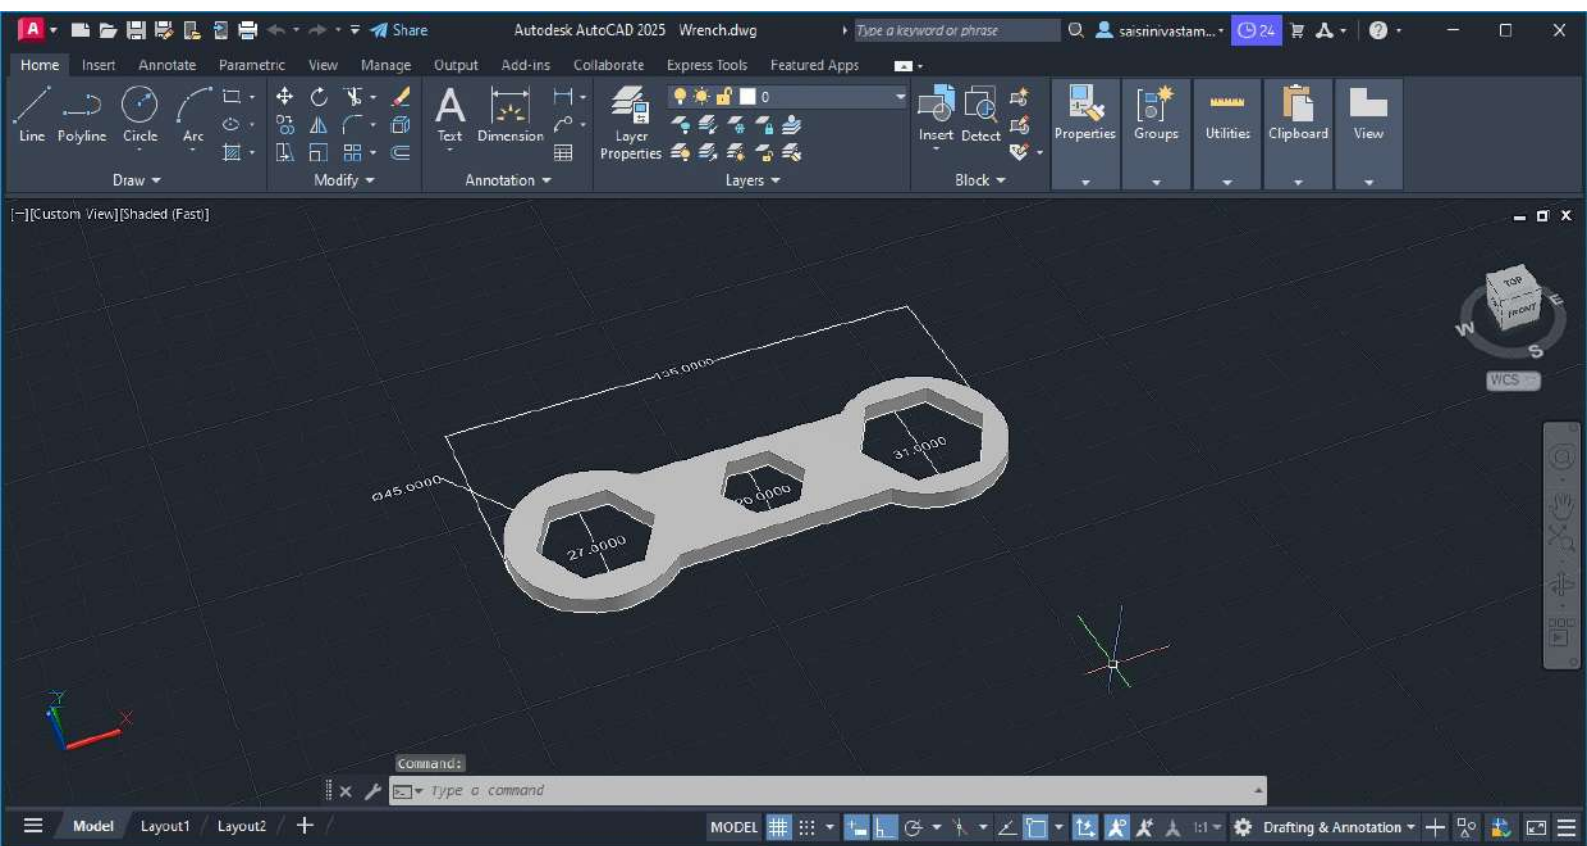 A Share Autodesk AutoCAD 2025 Wrench.dwg Type a keyword or phrase saisrinivastam... 24
Home Insert Annotate Parametric View Manage Output Add-ins Collaborate Express Tools Featured Apps
0
Line Polyline Circle Arc
A
Text Dimension
Layer
Properties
Insert Detect
Properties Groups Utilities Clipboard View
Draw Modify Annotation Layers Block
[−][Custom View][Shaded (Fast)]
TOP
FRONT
E
W
S
WCS
135.0000
31.0000
Ø45.0000
20.0000
27.0000
Y
X
Command:
Type a command
Model Layout1 Layout2 MODEL 1:1 Drafting & Annotation